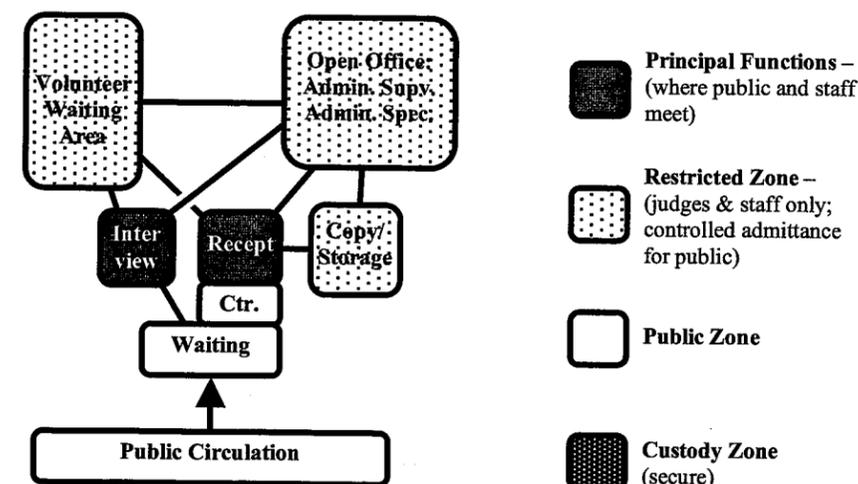 Volunteer
Waiting
Area
Open Office:
Admin. Supv.
Admin. Spec.
Inter
view
Recept
Copy/
Storage
Ctr.
Waiting
Public Circulation
Principal Functions –
(where public and staff
meet)
Restricted Zone –
(judges & staff only;
controlled admittance
for public)
Public Zone
Custody Zone
(secure)